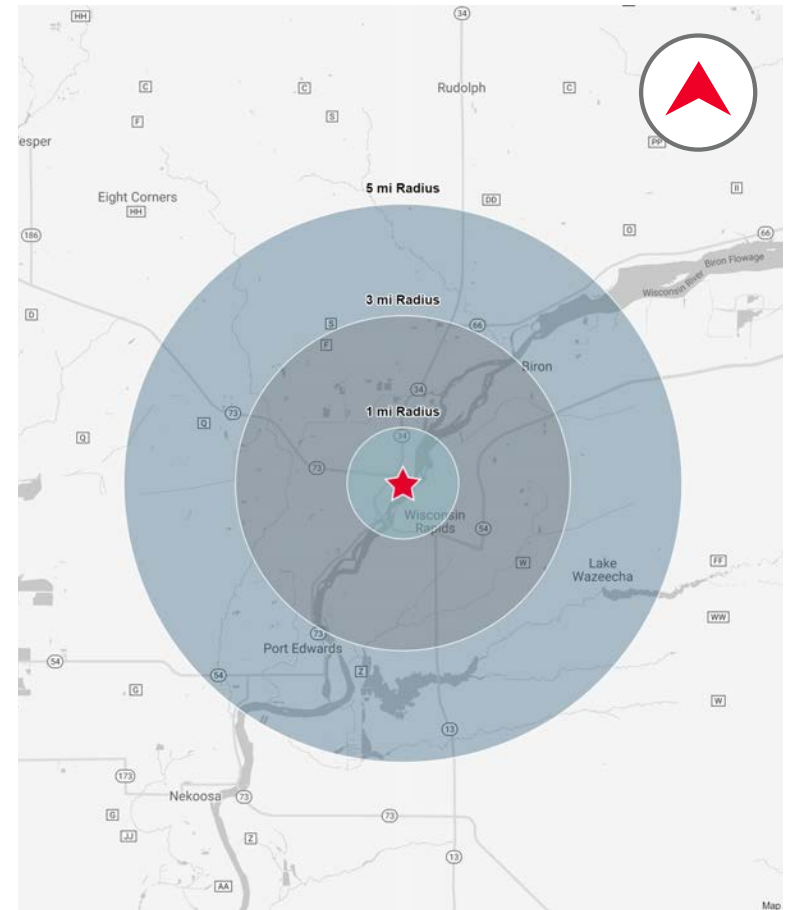 34
HH
C
C
Rudolph
C
F
S
esper
PP
5 mi Radius
II
Eight Corners
HH
DD
186
O
66
Biron Flowage
Wisconsin River
3 mi Radius
D
S
66
F
Biron
34
1 mi Radius
73
Q
Q
34
73
Wisconsin
Rapids
54
W
Lake
Wazeecha
FF
WW
73
Port Edwards
54
54
Z
G
W
13
173
Nekoosa
73
G
73
JJ
Z
13
AA
Map